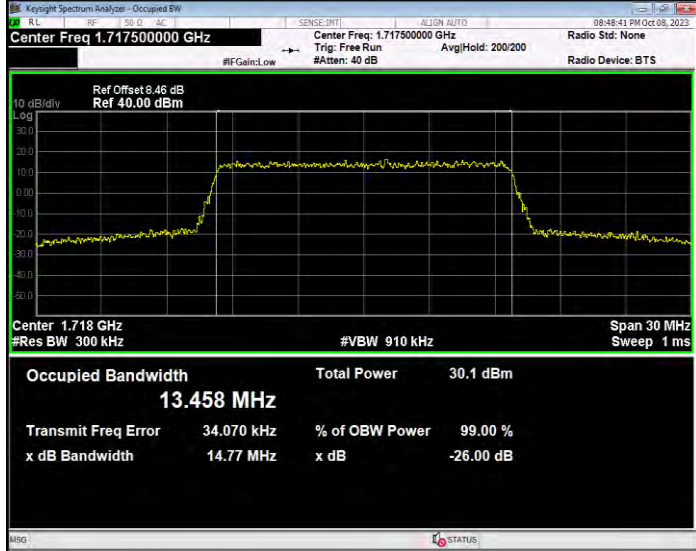 Keysight Spectrum Analyzer - Occupied BW
RL RF 50 Ω AC SENSE:INT ALIGN AUTO 08:48:41 PM Oct 08, 2023
Center Freq 1.717500000 GHz Center Freq: 1.717500000 GHz Radio Std: None
Trig: Free Run Avg|Hold: 200/200
#IFGain:Low #Atten: 40 dB Radio Device: BTS
Ref Offset 8.46 dB
10 dB/div Ref 40.00 dBm
Log
30.0
20.0
10.0
0.00
-10.0
-20.0
-30.0
-40.0
-50.0
Center 1.718 GHz Span 30 MHz
#Res BW 300 kHz #VBW 910 kHz Sweep 1 ms
Occupied Bandwidth Total Power 30.1 dBm
13.458 MHz
Transmit Freq Error 34.070 kHz % of OBW Power 99.00 %
x dB Bandwidth 14.77 MHz x dB -26.00 dB
MSG STATUS